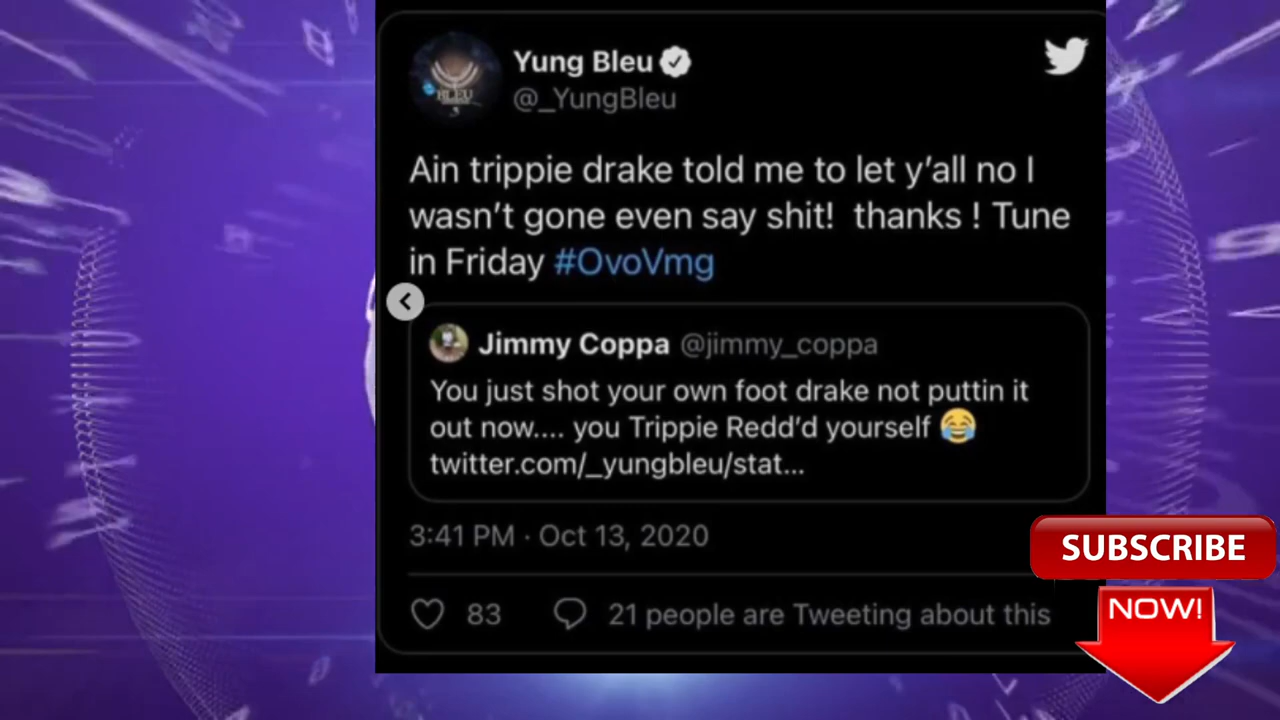 Yung Bleu
@_YungBleu
BLEU
Ain trippie drake told me to let y'all no I
wasn't gone even say shit!  thanks ! Tune
in Friday #OvoVmg
Jimmy Coppa @jimmy_coppa
You just shot your own foot drake not puttin it
out now.... you Trippie Redd'd yourself 😂
twitter.com/_yungbleu/stat...
3:41 PM · Oct 13, 2020
83 21 people are Tweeting about this
SUBSCRIBE
NOW!